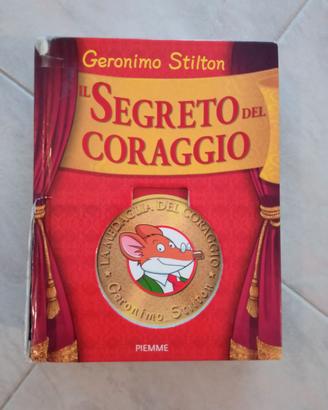 Geronimo Stilton
IL SEGRETO DEL
CORAGGIO
LA MEDAGLIA DEL CORAGGIO
Geronimo Stilton
PIEMME